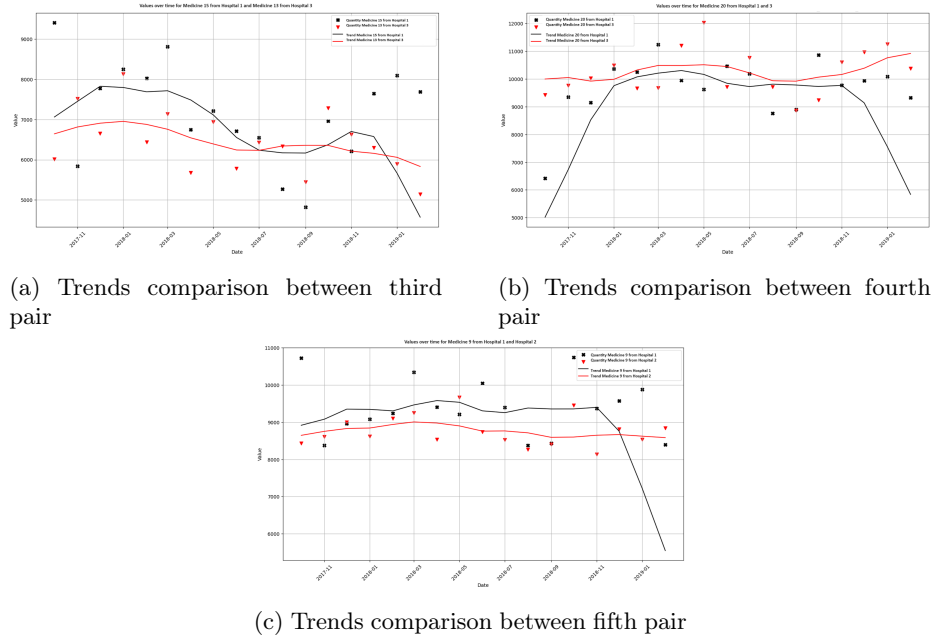 Values over time for Medicine 15 from Hospital 1 and Medicine 13 from Hospital 3
Quantity Medicine 15 from Hospital 1
Quantity Medicine 13 from Hospital 3
Trend Medicine 15 from Hospital 1
Trend Medicine 13 from Hospital 3
9000
8000
7000
6000
5000
Value
2017-11
2018-01
2018-03
2018-05
2018-07
2018-09
2018-11
2019-01
Date
(a) Trends comparison between third
pair
Values over time for Medicine 20 from Hospital 1 and 3
Quantity Medicine 20 from Hospital 1
Quantity Medicine 20 from Hospital 3
Trend Medicine 20 from Hospital 1
Trend Medicine 20 from Hospital 3
12000
11000
10000
9000
8000
7000
6000
5000
Value
2017-11
2018-01
2018-03
2018-05
2018-07
2018-09
2018-11
2019-01
Date
(b) Trends comparison between fourth
pair
Values over time for Medicine 9 from Hospital 1 and Hospital 2
Quantity Medicine 9 from Hospital 1
Quantity Medicine 9 from Hospital 2
Trend Medicine 9 from Hospital 1
Trend Medicine 9 from Hospital 2
11000
10000
9000
8000
7000
6000
Value
2017-11
2018-01
2018-03
2018-05
2018-07
2018-09
2018-11
2019-01
Date
(c) Trends comparison between fifth pair